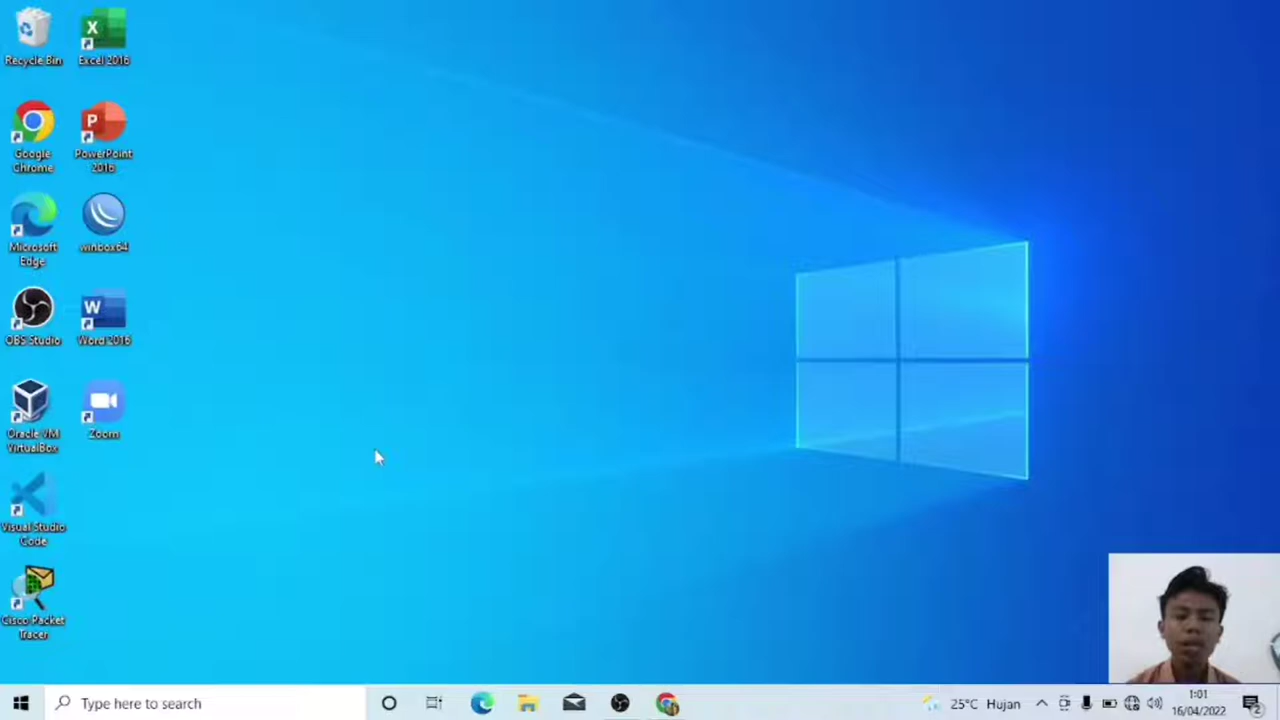 Recycle Bin
Excel 2016
Google
Chrome
PowerPoint
2016
Microsoft
Edge
winbox64
OBS Studio
Word 2016
Oracle VM
VirtualBox
Zoom
Visual Studio
Code
Cisco Packet
Tracer
Type here to search
25°C Hujan
1:01
16/04/2022
2